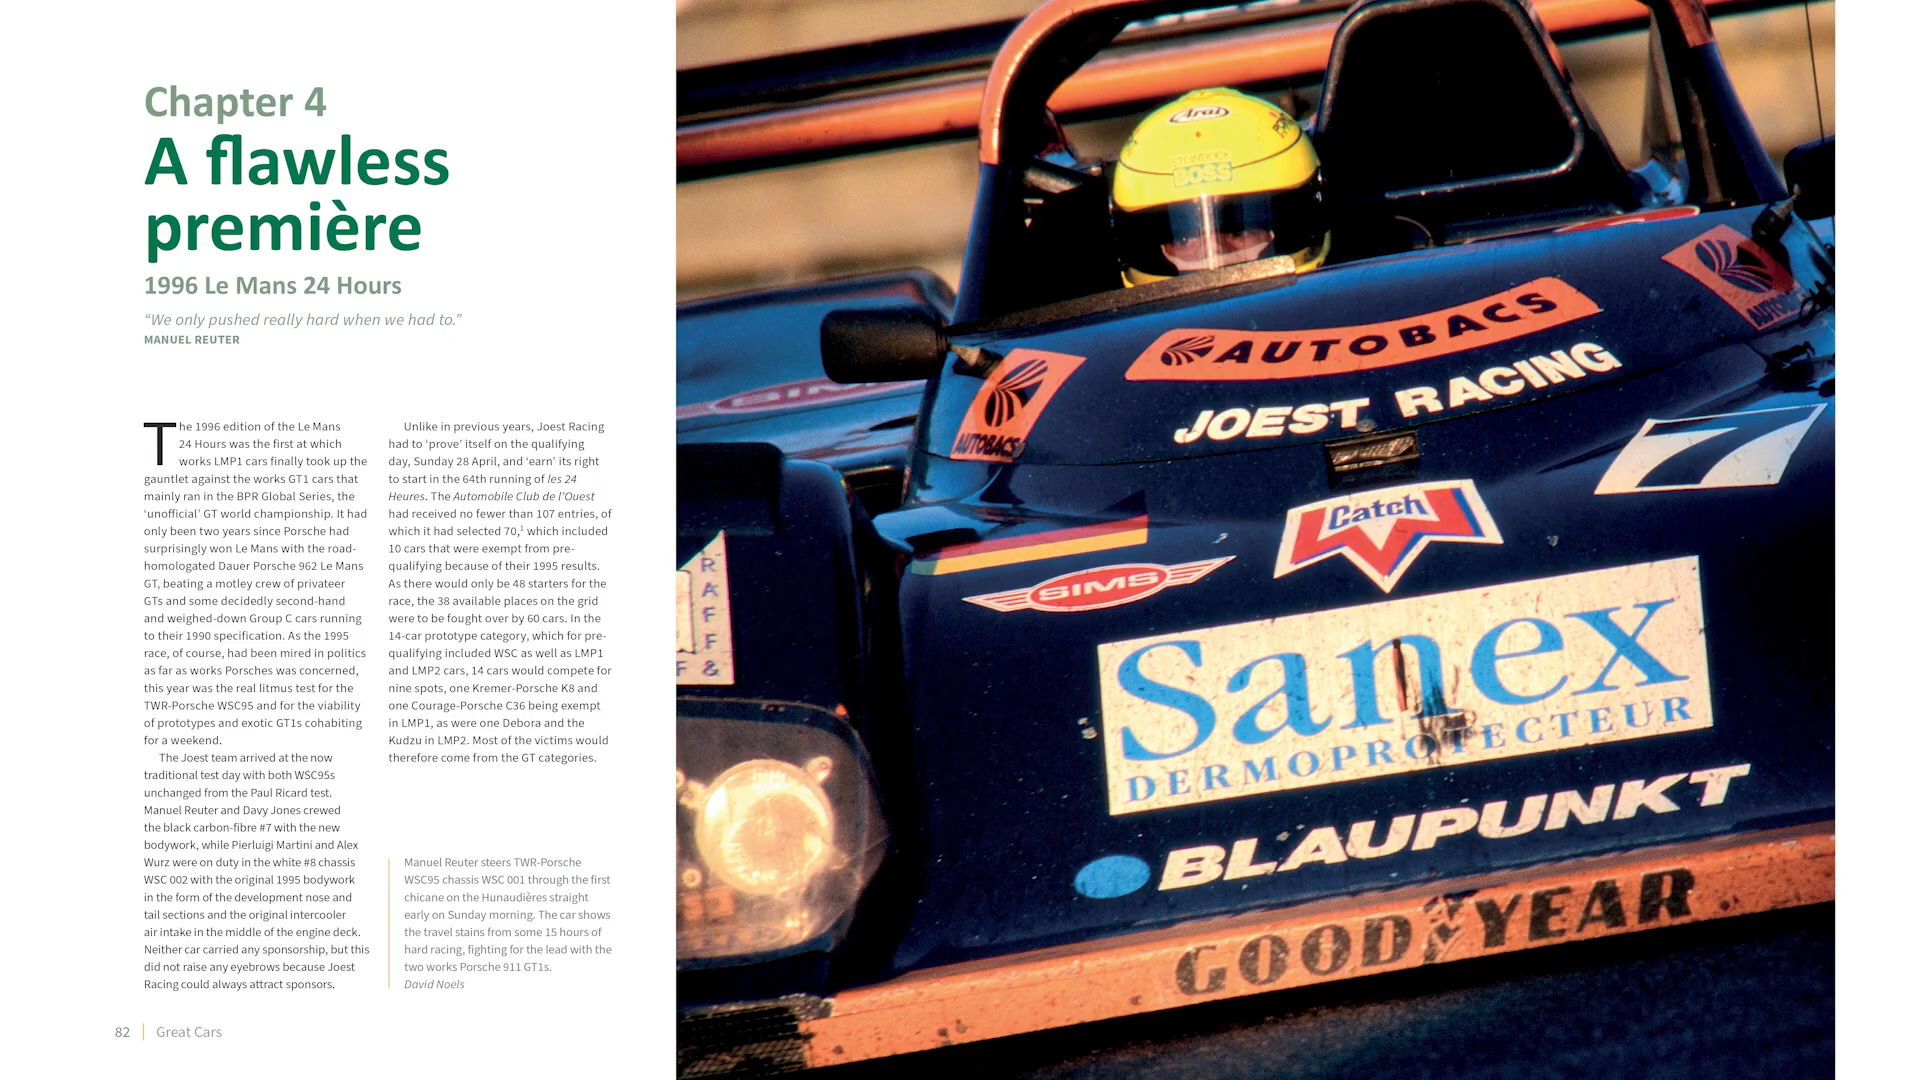 Chapter 4
A flawless
première
1996 Le Mans 24 Hours
“We only pushed really hard when we had to.”
MANUEL REUTER
The 1996 edition of the Le Mans
24 Hours was the first at which
works LMP1 cars finally took up the
gauntlet against the works GT1 cars that
mainly ran in the BPR Global Series, the
‘unofficial’ GT world championship. It had
only been two years since Porsche had
surprisingly won Le Mans with the road-
homologated Dauer Porsche 962 Le Mans
GT, beating a motley crew of privateer
GTs and some decidedly second-hand
and weighed-down Group C cars running
to their 1990 specification. As the 1995
race, of course, had been mired in politics
as far as works Porsches was concerned,
this year was the real litmus test for the
TWR-Porsche WSC95 and for the viability
of prototypes and exotic GT1s cohabiting
for a weekend.
The Joest team arrived at the now
traditional test day with both WSC95s
unchanged from the Paul Ricard test.
Manuel Reuter and Davy Jones crewed
the black carbon-fibre #7 with the new
bodywork, while Pierluigi Martini and Alex
Wurz were on duty in the white #8 chassis
WSC 002 with the original 1995 bodywork
in the form of the development nose and
tail sections and the original intercooler
air intake in the middle of the engine deck.
Neither car carried any sponsorship, but this
did not raise any eyebrows because Joest
Racing could always attract sponsors.
Unlike in previous years, Joest Racing
had to ‘prove’ itself on the qualifying
day, Sunday 28 April, and ‘earn’ its right
to start in the 64th running of les 24
Heures. The Automobile Club de l’Ouest
had received no fewer than 107 entries, of
which it had selected 70,¹ which included
10 cars that were exempt from pre-
qualifying because of their 1995 results.
As there would only be 48 starters for the
race, the 38 available places on the grid
were to be fought over by 60 cars. In the
14-car prototype category, which for pre-
qualifying included WSC as well as LMP1
and LMP2 cars, 14 cars would compete for
nine spots, one Kremer-Porsche K8 and
one Courage-Porsche C36 being exempt
in LMP1, as were one Debora and the
Kudzu in LMP2. Most of the victims would
therefore come from the GT categories.
Manuel Reuter steers TWR-Porsche
WSC95 chassis WSC 001 through the first
chicane on the Hunaudières straight
early on Sunday morning. The car shows
the travel stains from some 15 hours of
hard racing, fighting for the lead with the
two works Porsche 911 GT1s.
David Noels
82 | Great Cars
Arai
BOSS
AUTOBACS
JOEST RACING
AUTOBACS
7
Catch
SIMS
Sanex
DERMOPROTECTEUR
BLAUPUNKT
GOODYEAR
RAFF
F &